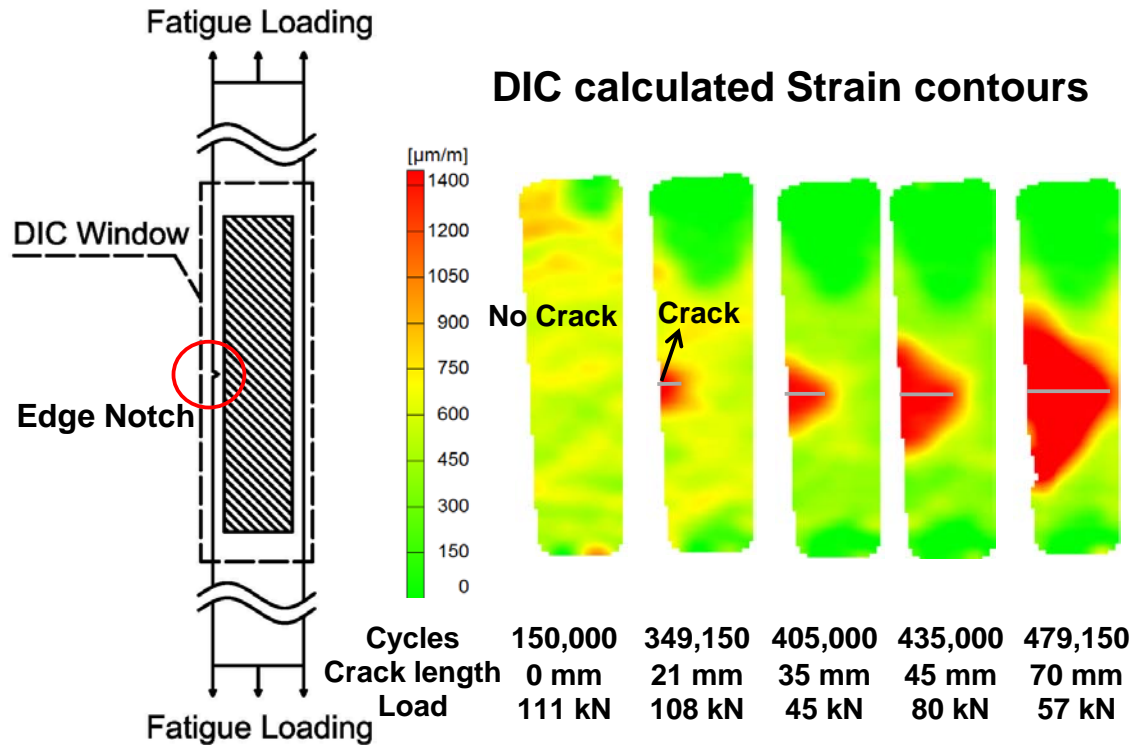 Fatigue Loading
DIC calculated Strain contours
[µm/m]
1400
1200
1050
900
750
600
450
300
150
0
DIC Window
Edge Notch
No Crack
Crack
Cycles 150,000 349,150 405,000 435,000 479,150
Crack length 0 mm 21 mm 35 mm 45 mm 70 mm
Load 111 kN 108 kN 45 kN 80 kN 57 kN
Fatigue Loading